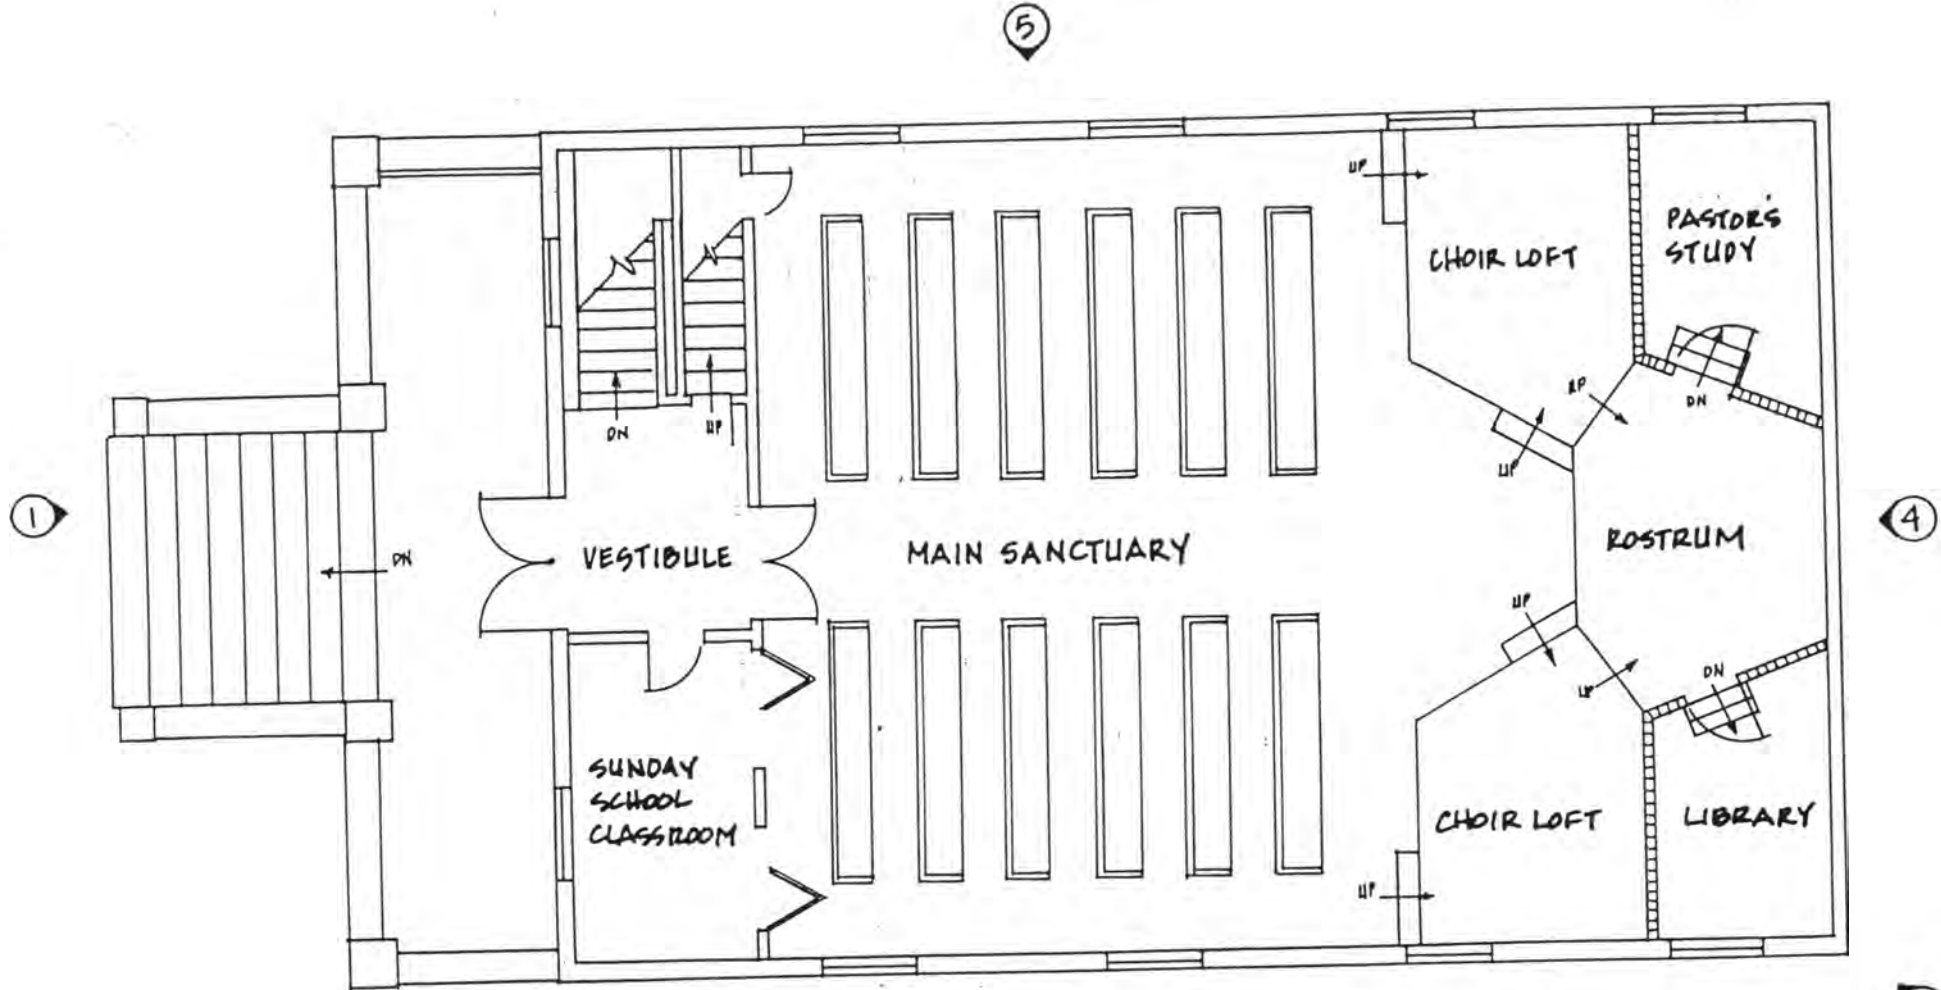 5
UP
CHOIR LOFT
PASTOR'S
STUDY
UP
DN
UP
DN
UP
1
DN
VESTIBULE
MAIN SANCTUARY
ROSTRUM
4
UP
DN
UP
SUNDAY
SCHOOL
CLASSROOM
CHOIR LOFT
LIBRARY
UP